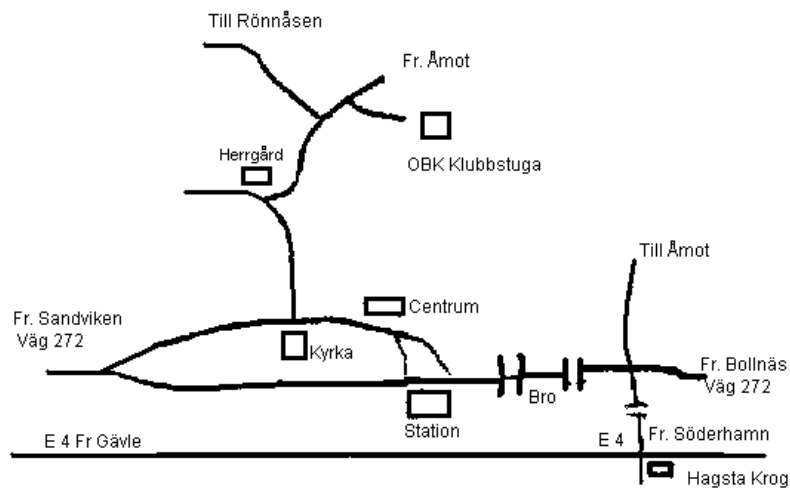 Till Rönnåsen
Fr. Åmot
Herrgård
OBK Klubbstuga
Till Åmot
Centrum
Fr. Sandviken
Väg 272
Kyrka
Fr. Bollnäs
Väg 272
Bro
Station
E 4 Fr Gävle
E 4
Fr. Söderhamn
Hagsta Krog